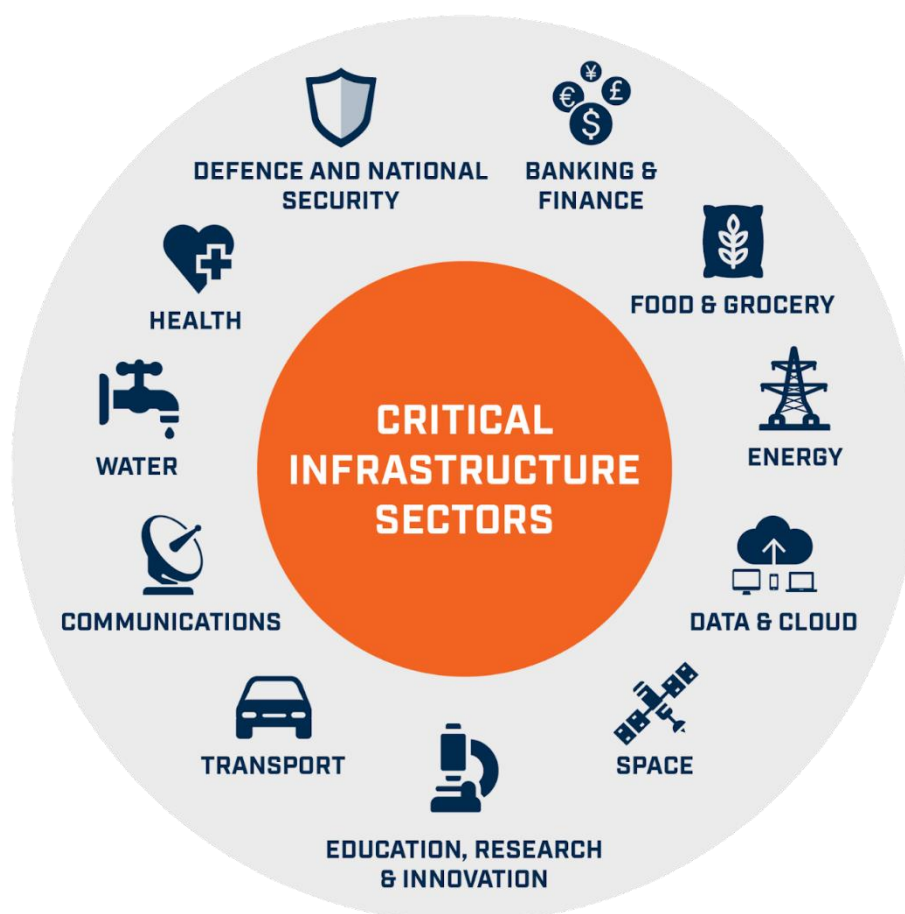 DEFENCE AND NATIONAL
SECURITY
¥
€
£
$
BANKING &
FINANCE
FOOD & GROCERY
HEALTH
ENERGY
CRITICAL
INFRASTRUCTURE
SECTORS
WATER
DATA & CLOUD
COMMUNICATIONS
SPACE
TRANSPORT
EDUCATION, RESEARCH
& INNOVATION